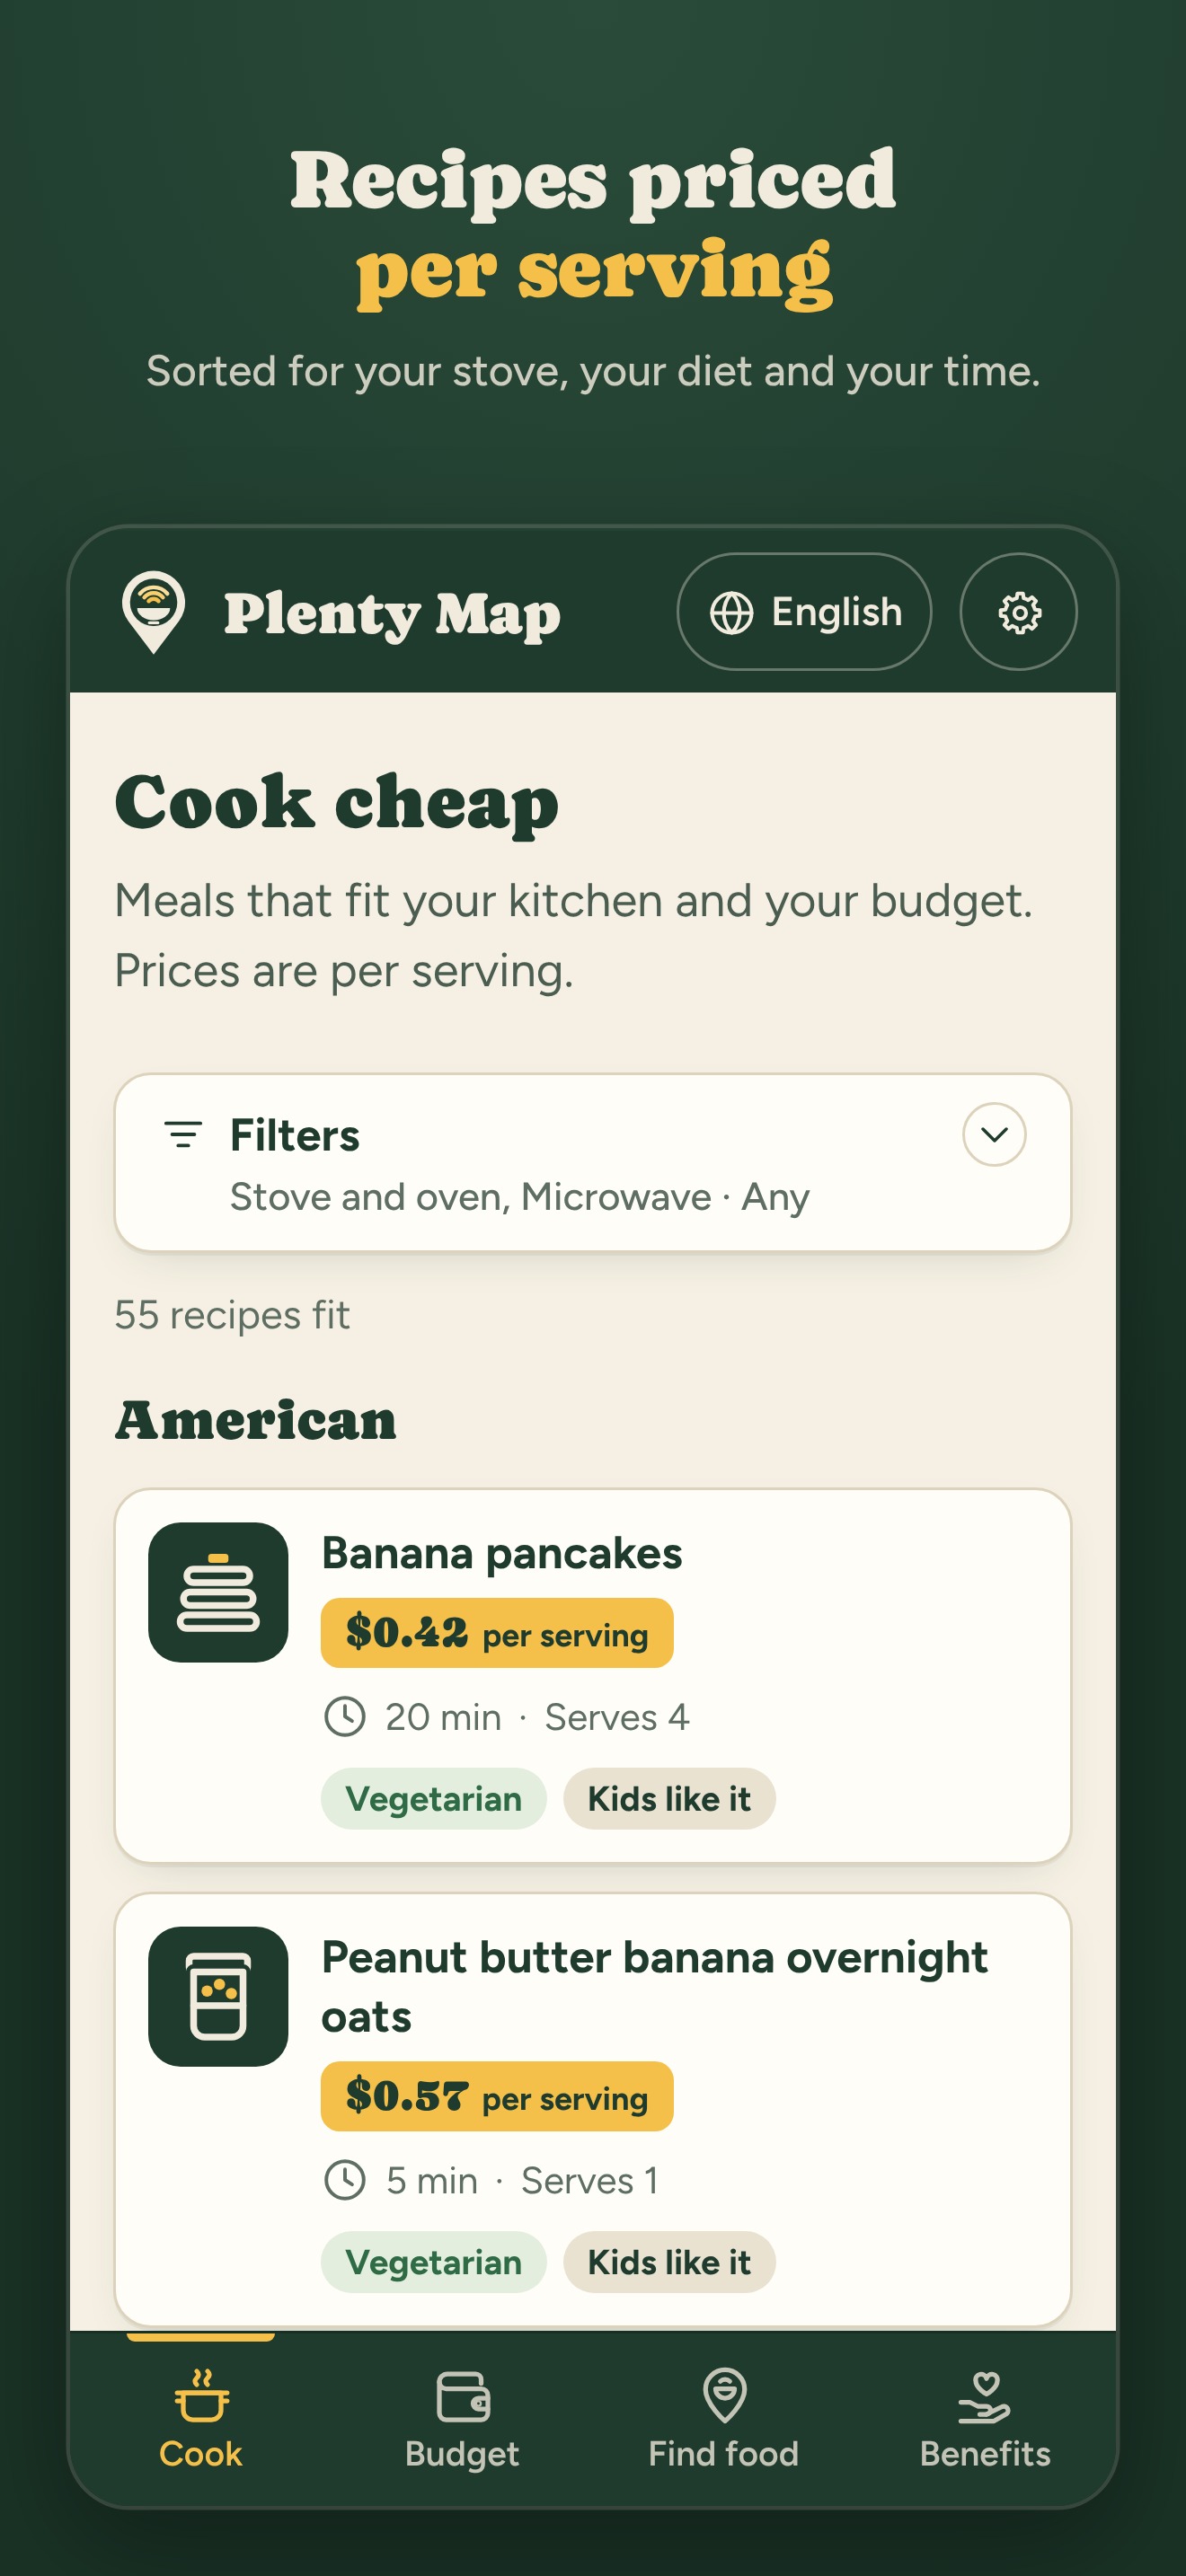 Recipes priced
per serving
Sorted for your stove, your diet and your time.
Plenty Map
English
Cook cheap
Meals that fit your kitchen and your budget.
Prices are per serving.
Filters
Stove and oven, Microwave · Any
55 recipes fit
American
Banana pancakes
$0.42 per serving
20 min · Serves 4
Vegetarian Kids like it
Peanut butter banana overnight
oats
$0.57 per serving
5 min · Serves 1
Vegetarian Kids like it
Cook Budget Find food Benefits